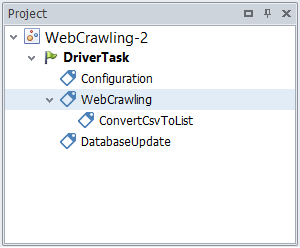 Project
WebCrawling-2
DriverTask
Configuration
WebCrawling
ConvertCsvToList
DatabaseUpdate